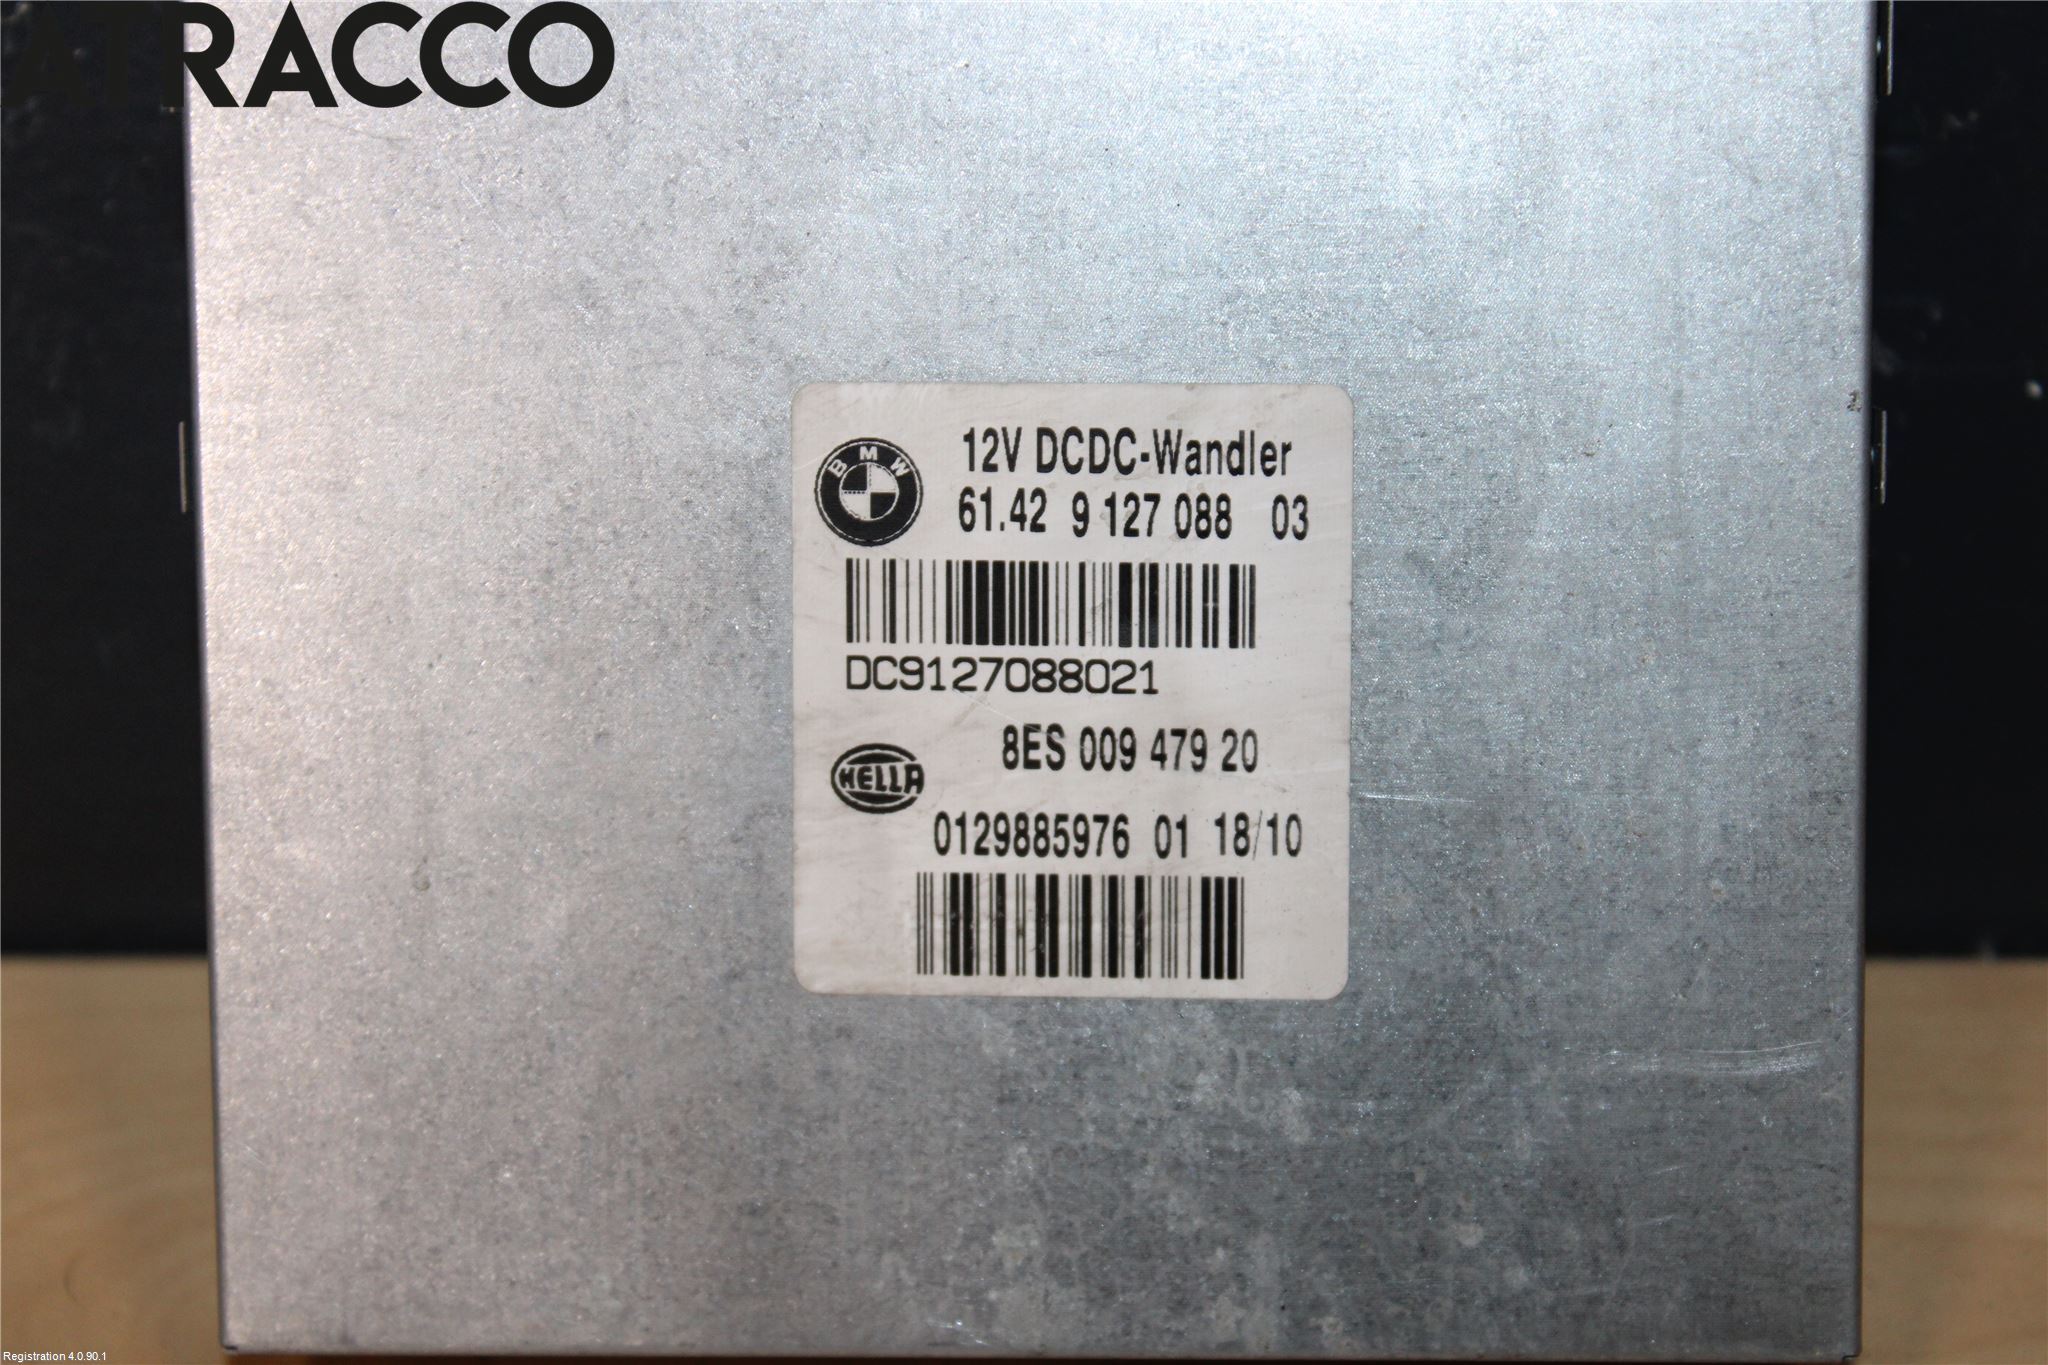 ATRACCO
BMW
12V DCDC-Wandler
61.42 9 127 088 03
DC9127088021
8ES 009 479 20
HELLA
0129885976 01 18/10
Registration 4.0.90.1